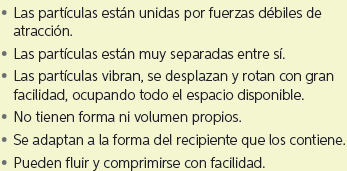 • Las partículas están unidas por fuerzas débiles de
atracción.
• Las partículas están muy separadas entre sí.
• Las partículas vibran, se desplazan y rotan con gran
facilidad, ocupando todo el espacio disponible.
• No tienen forma ni volumen propios.
• Se adaptan a la forma del recipiente que los contiene.
• Pueden fluir y comprimirse con facilidad.